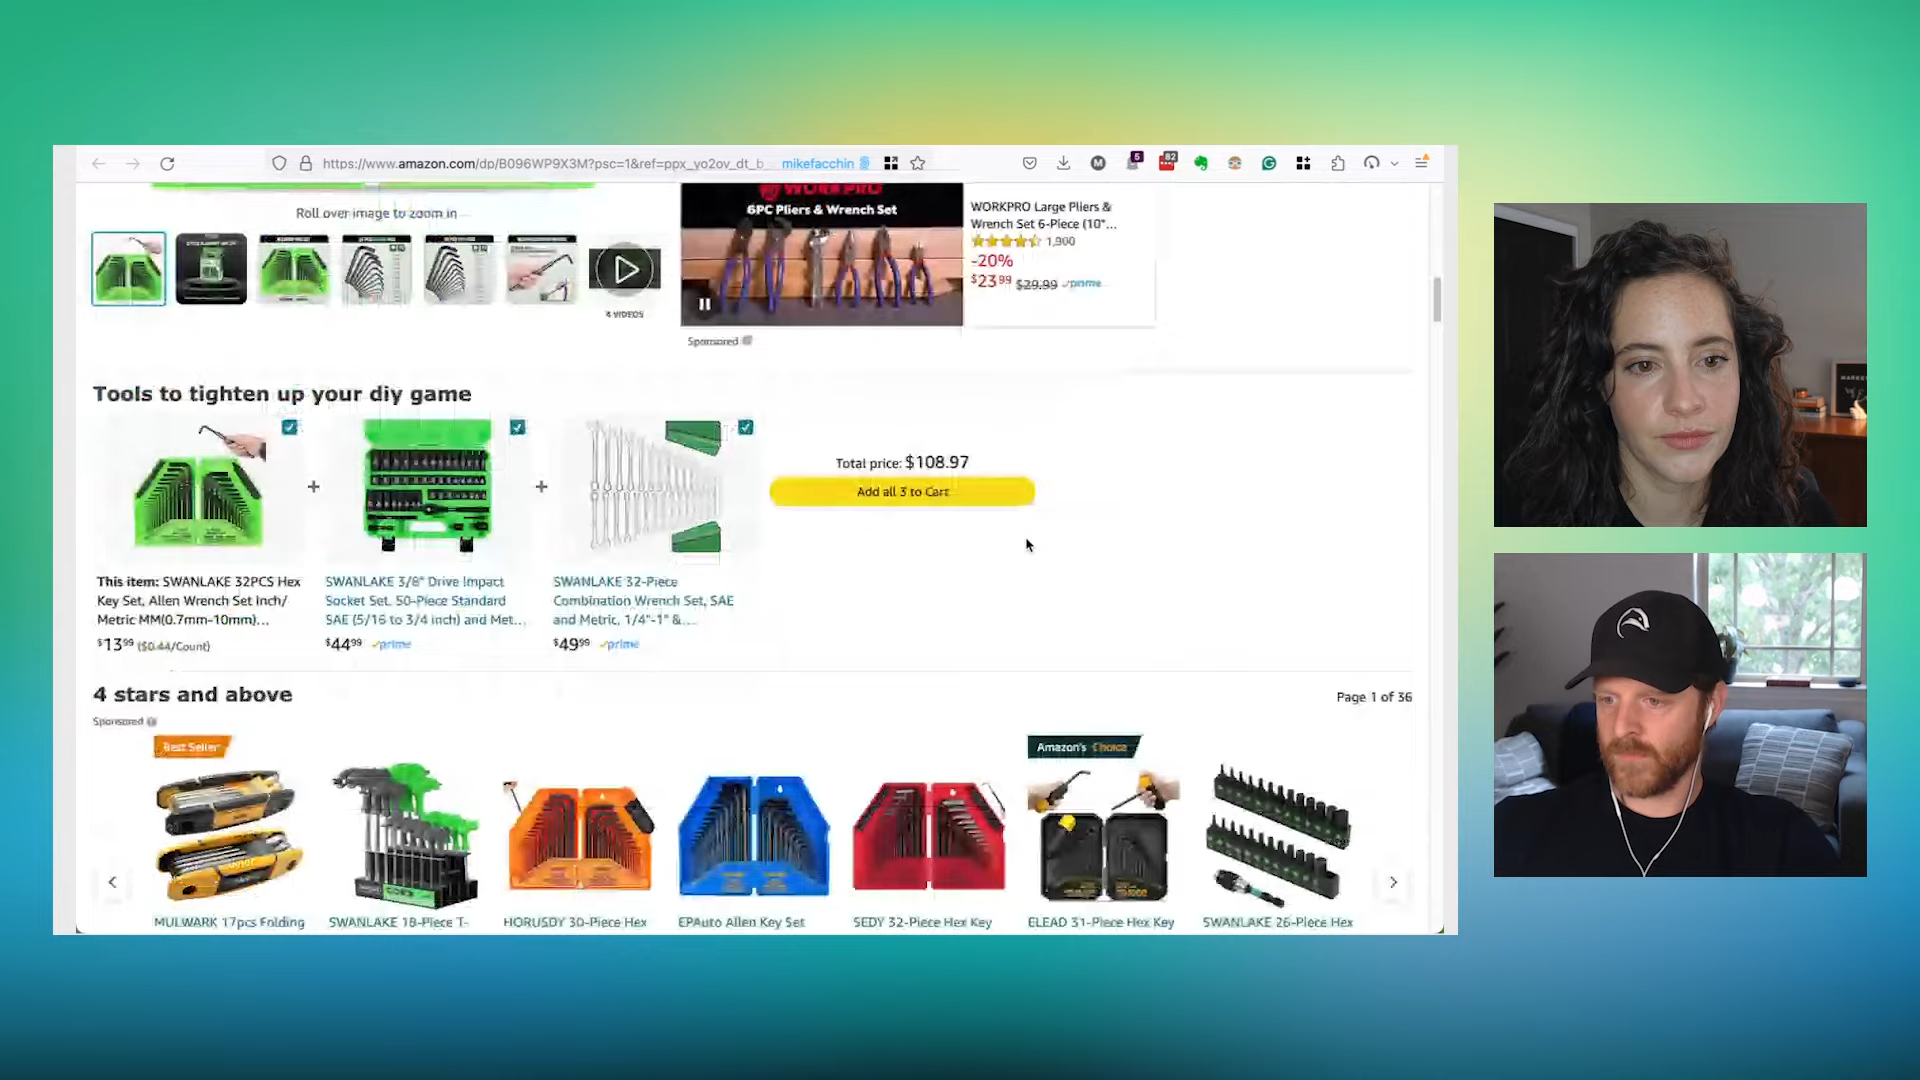 https://www.amazon.com/dp/B096WP9X3M?psc=1&ref=ppx_yo2ov_dt_b_ mikefacchin
5
82
Roll over image to zoom in
4 VIDEOS
WORKPRO
6PC Pliers & Wrench Set
WORKPRO Large Pliers &
Wrench Set 6-Piece (10"...
1,900
-20%
$23.99 $29.99 prime
Sponsored
Tools to tighten up your diy game
Total price: $108.97
Add all 3 to Cart
This item: SWANLAKE 32PCS Hex
Key Set, Allen Wrench Set Inch/
Metric MM(0.7mm-10mm)...
$13.99 ($0.44/Count)
SWANLAKE 3/8" Drive Impact
Socket Set, 50-Piece Standard
SAE (5/16 to 3/4 inch) and Met...
$44.99 prime
SWANLAKE 32-Piece
Combination Wrench Set, SAE
and Metric, 1/4"-1" &...
$49.99 prime
4 stars and above
Page 1 of 36
Sponsored
Best Seller
Amazon's Choice
MULWARK 17pcs Folding
SWANLAKE 18-Piece T-
HORUSDY 30-Piece Hex
EPAuto Allen Key Set
SEDY 32-Piece Hex Key
ELEAD 31-Piece Hex Key
SWANLAKE 26-Piece Hex